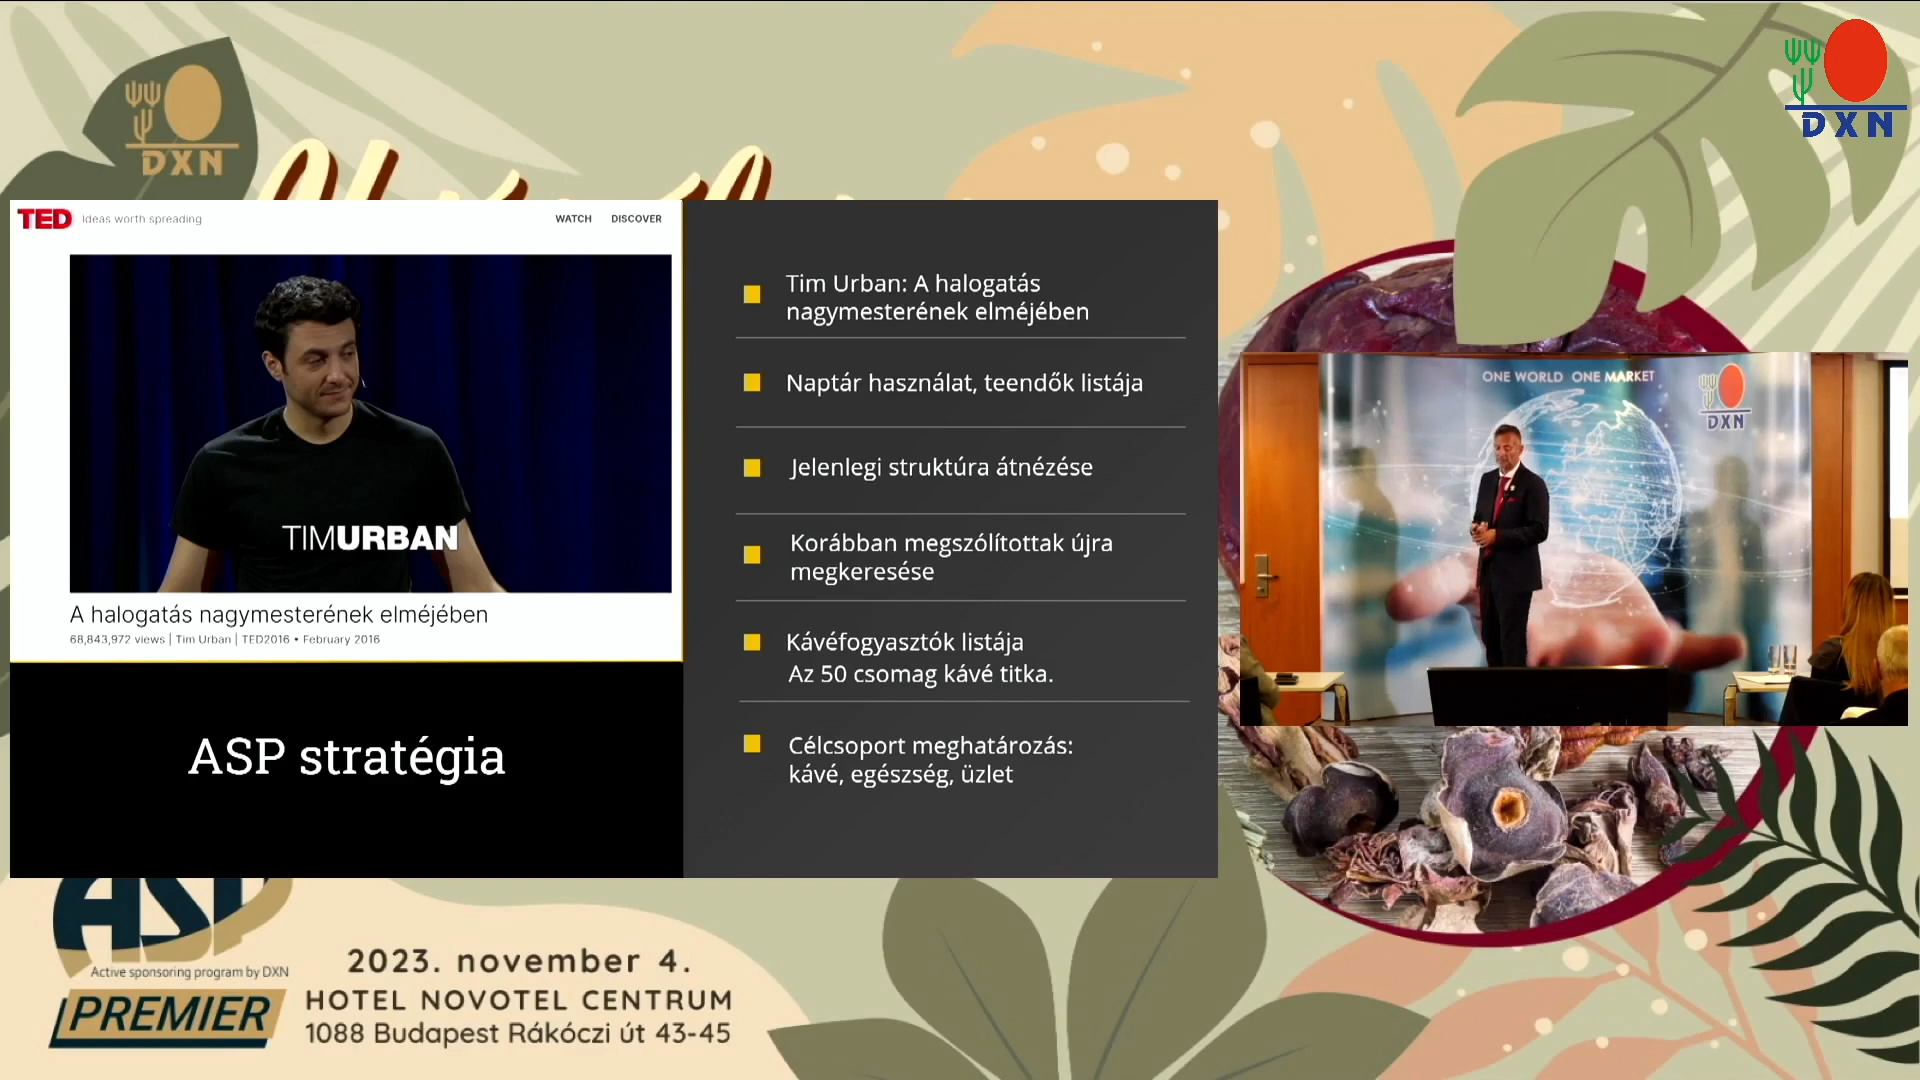 DXN
DXN
TED Ideas worth spreading
WATCH DISCOVER
TIMURBAN
A halogatás nagymesterének elméjében
68,843,972 views | Tim Urban | TED2016 • February 2016
ASP stratégia
Tim Urban: A halogatás
nagymesterének elméjében
Naptár használat, teendők listája
Jelenlegi struktúra átnézése
Korábban megszólítottak újra
megkeresése
Kávéfogyasztók listája
Az 50 csomag kávé titka.
Célcsoport meghatározás:
kávé, egészség, üzlet
ONE WORLD ONE MARKET
DXN
ASP
Active sponsoring program by DXN
PREMIER
2023. november 4.
HOTEL NOVOTEL CENTRUM
1088 Budapest Rákóczi út 43-45